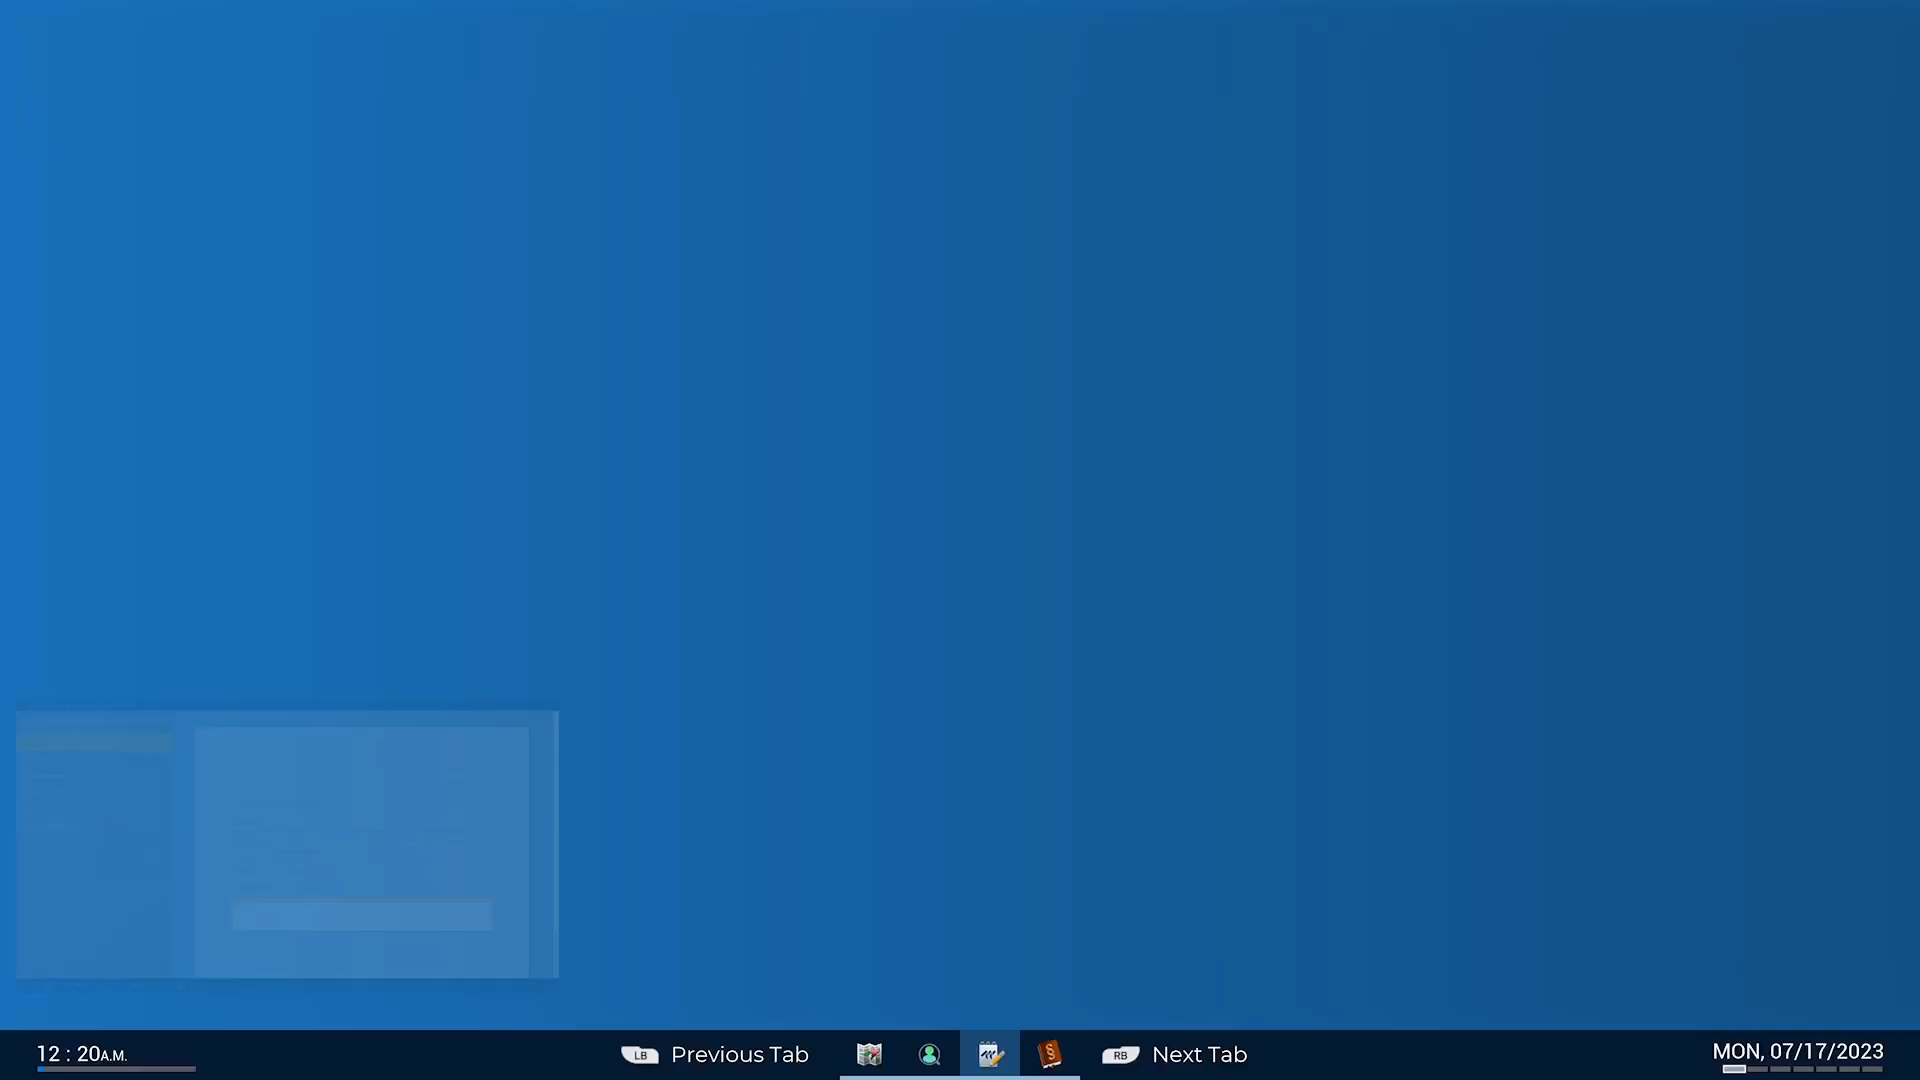 12 : 20A.M.
LB Previous Tab
RB Next Tab
MON, 07/17/2023